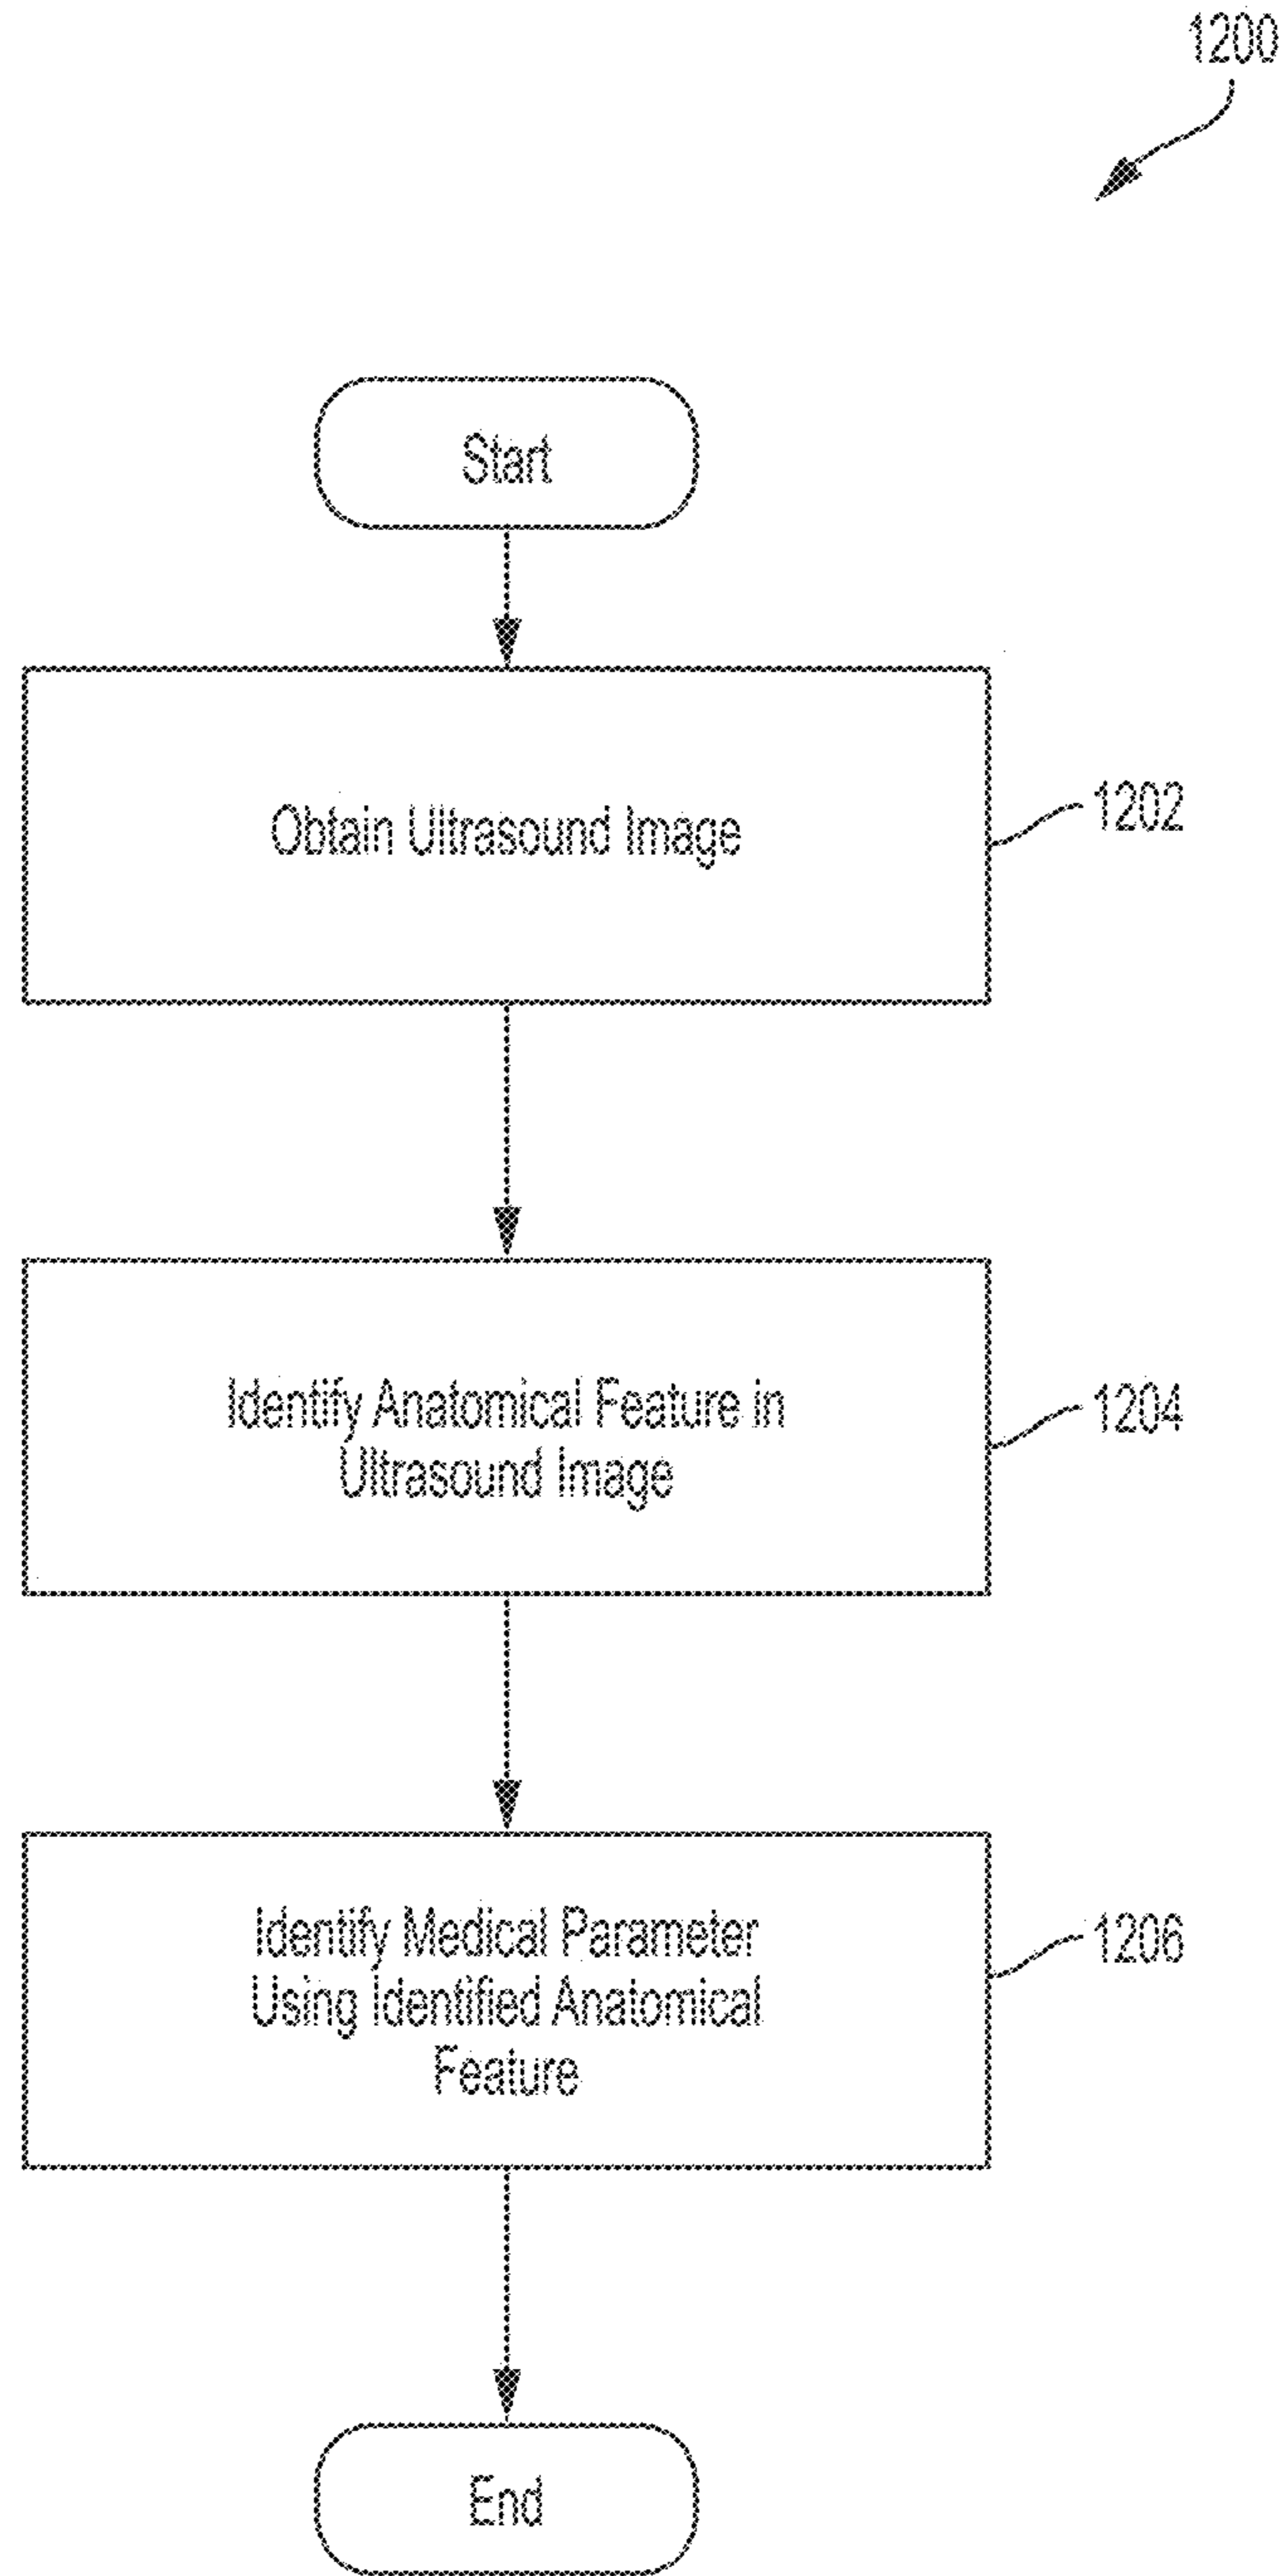 1200
Start
Obtain Ultrasound Image
1202
Identify Anatomical Feature in
Ultrasound Image
1204
Identify Medical Parameter
Using Identified Anatomical
Feature
1206
End